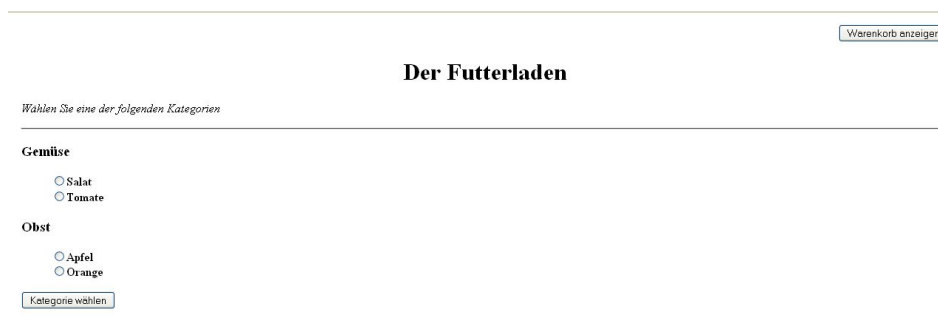 Warenkorb anzeigen
Der Futterladen
Wählen Sie eine der folgenden Kategorien
Gemüse
Salat
Tomate
Obst
Apfel
Orange
Kategorie wählen